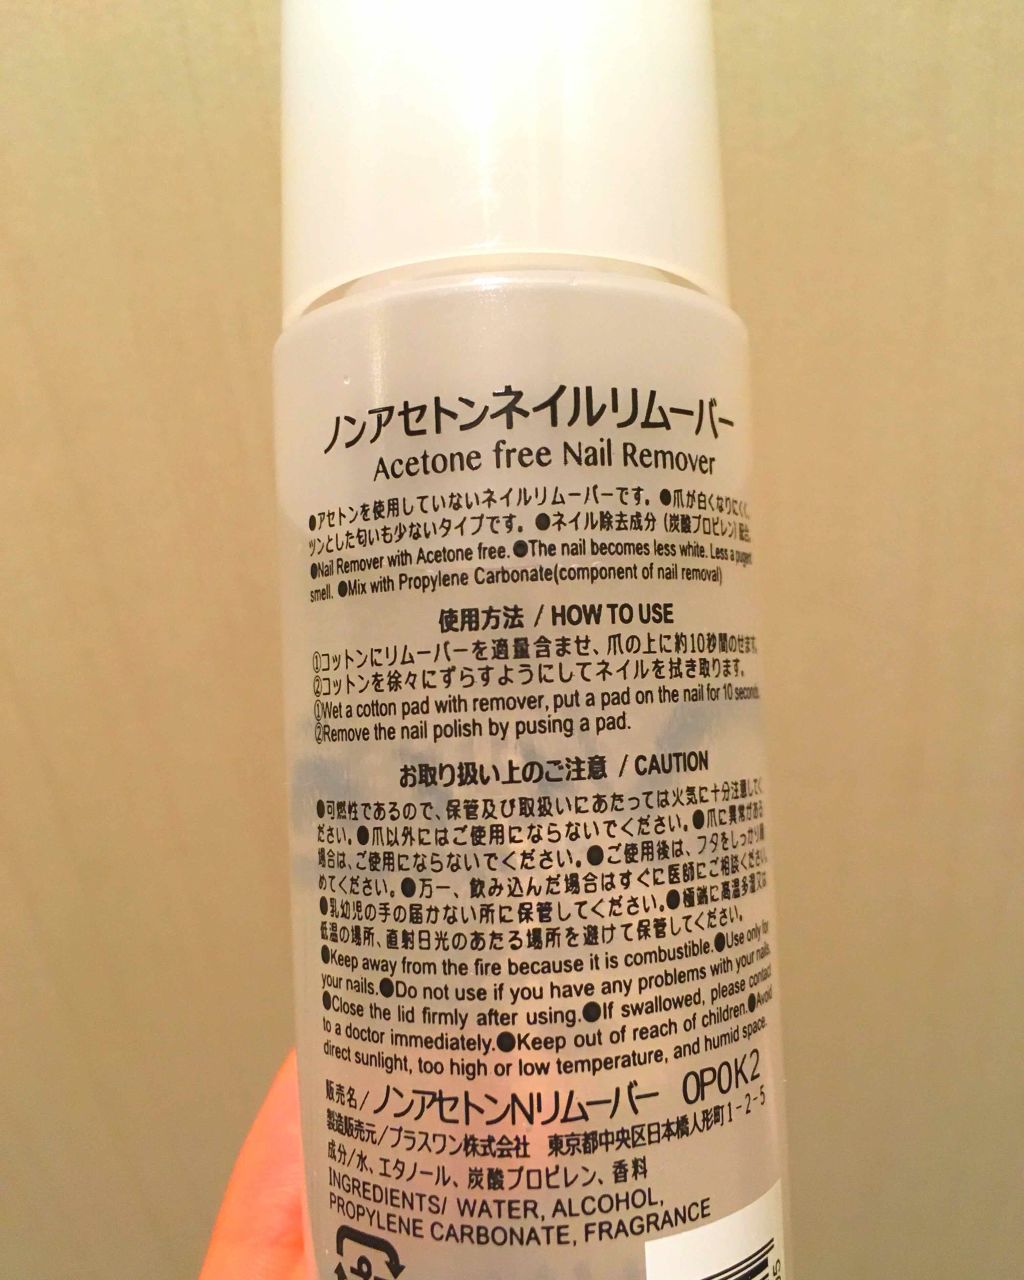 ノンアセトンネイルリムーバー
Acetone free Nail Remover
●アセトンを使用していないネイルリムーバーです。●爪が白くなりにくく、
ツンとした匂いも少ないタイプです。●ネイル除去成分(炭酸プロピレン)配合。
●Nail Remover with Acetone free.●The nail becomes less white. Less a pugent
smell. ●Mix with Propylene Carbonate(component of nail removal)
使用方法 / HOW TO USE
①コットンにリムーバーを適量含ませ、爪の上に約10秒間のせます。
②コットンを徐々にずらすようにしてネイルを拭き取ります。
①Wet a cotton pad with remover, put a pad on the nail for 10 seconds.
②Remove the nail polish by pusing a pad.
お取り扱い上のご注意 / CAUTION
●可燃性であるので、保管及び取扱いにあたっては火気に十分注意してく
ださい。●爪以外にはご使用にならないでください。●爪に異常がある
場合は、ご使用にならないでください。●ご使用後は、フタをしっかり締
めてください。●万一、飲み込んだ場合はすぐに医師にご相談ください。
●乳幼児の手の届かない所に保管してください。●極端に高温多湿又は
低温の場所、直射日光のあたる場所を避けて保管してください。
●Keep away from the fire because it is combustible.●Use only for
your nails.●Do not use if you have any problems with your nails.
●Close the lid firmly after using.●If swallowed, please contact
to a doctor immediately.●Keep out of reach of children.●Avoid
direct sunlight, too high or low temperature, and humid space.
販売名/ノンアセトンNリムーバー OPOK2
製造販売元/プラスワン株式会社 東京都中央区日本橋人形町1-2-5
成分/水、エタノール、炭酸プロピレン、香料
INGREDIENTS/ WATER, ALCOHOL,
PROPYLENE CARBONATE, FRAGRANCE